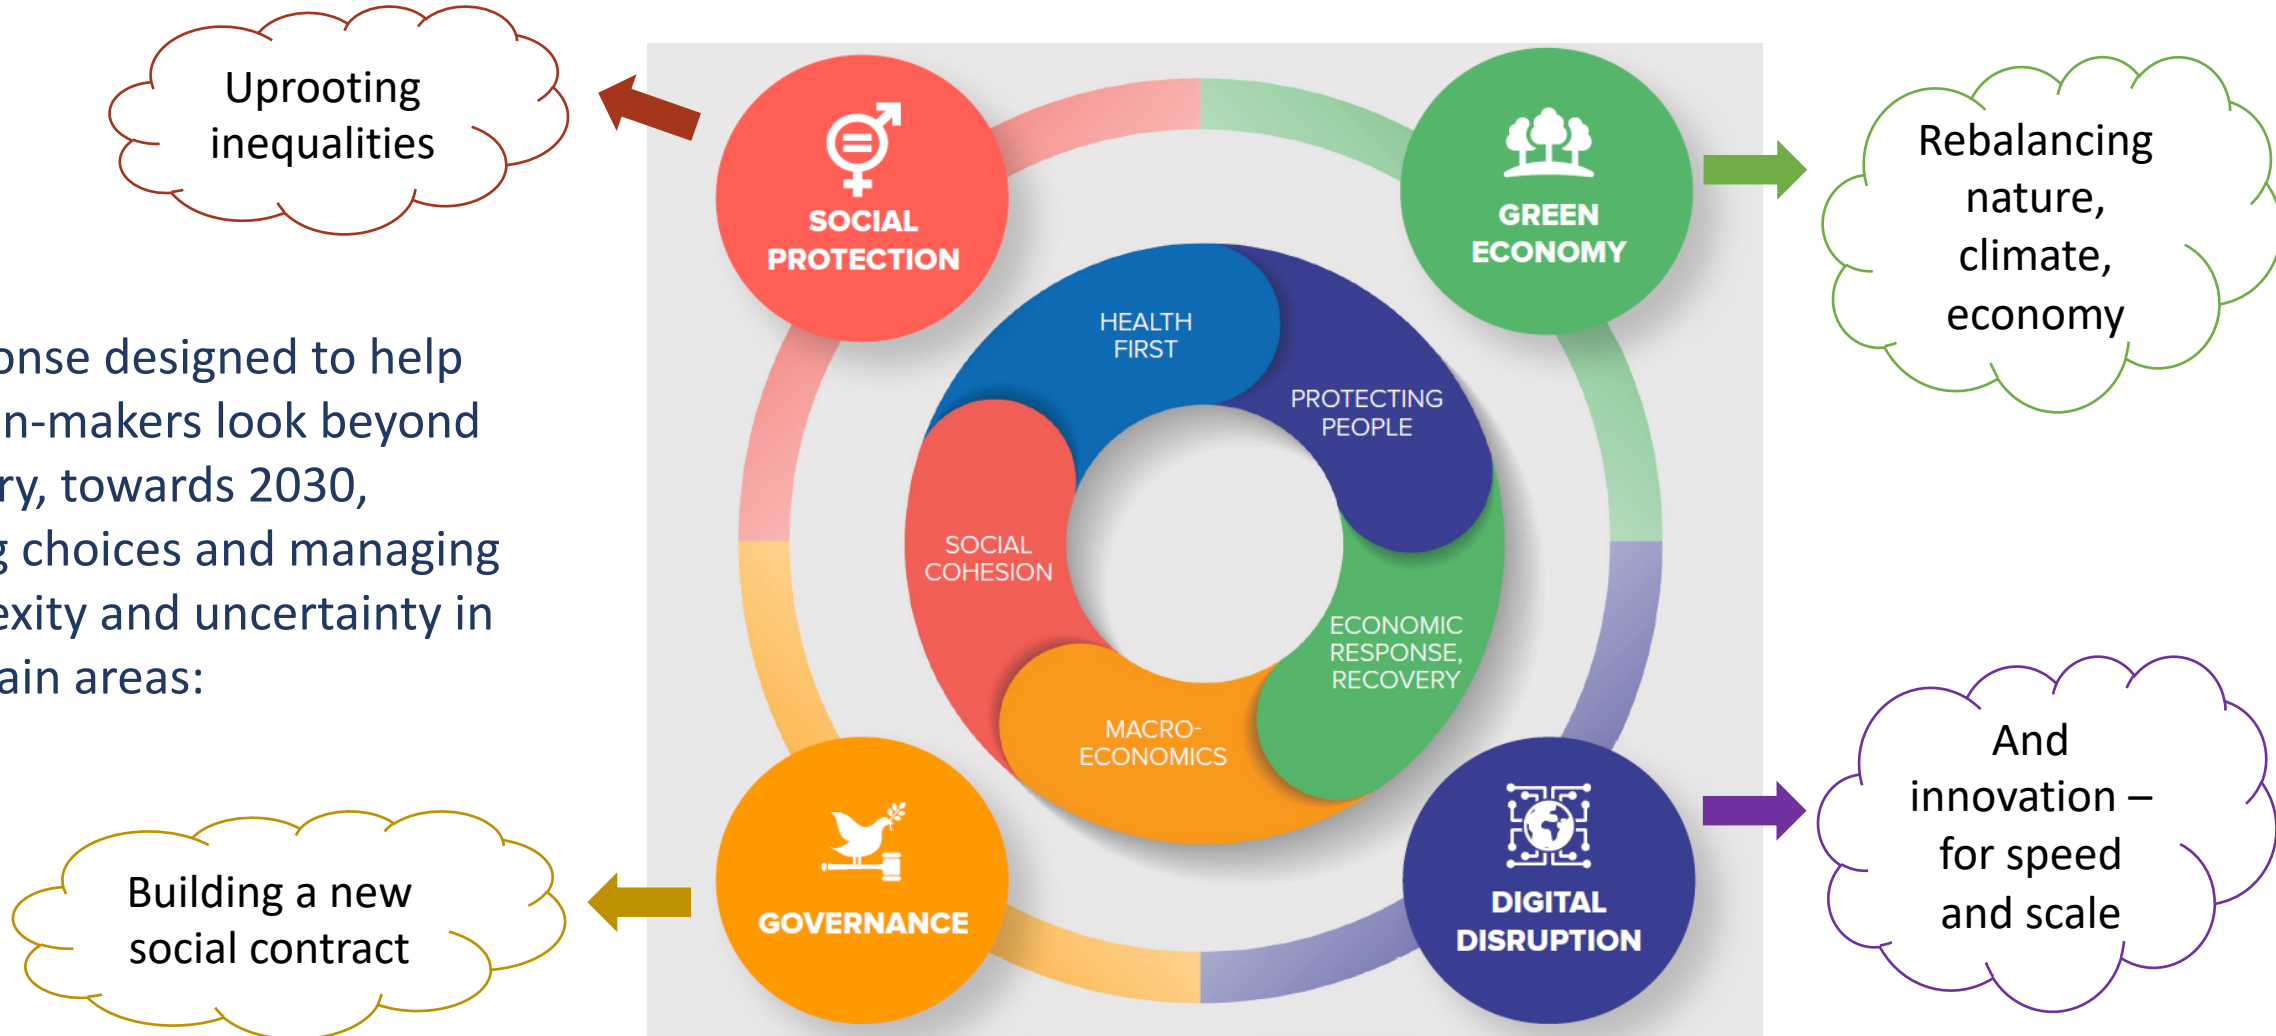 Uprooting
inequalities
SOCIAL
PROTECTION
GREEN
ECONOMY
Rebalancing
nature,
climate,
economy
onse designed to help
n-makers look beyond
ry, towards 2030,
g choices and managing
exity and uncertainty in
ain areas:
HEALTH
FIRST
PROTECTING
PEOPLE
SOCIAL
COHESION
ECONOMIC
RESPONSE,
RECOVERY
MACRO-
ECONOMICS
Building a new
social contract
GOVERNANCE
DIGITAL
DISRUPTION
And
innovation –
for speed
and scale